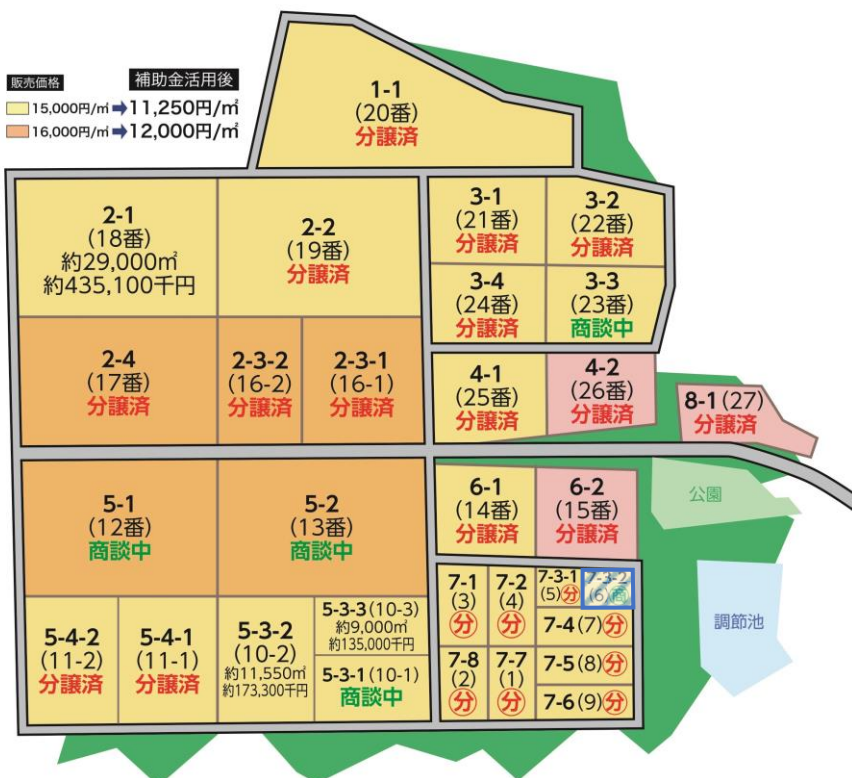 販売価格
補助金活用後
15,000円/㎡➡11,250円/㎡
16,000円/㎡➡12,000円/㎡
1-1
(20番)
分譲済
2-1
(18番)
約29,000㎡
約435,100千円
2-2
(19番)
分譲済
3-1
(21番)
分譲済
3-2
(22番)
分譲済
3-4
(24番)
分譲済
3-3
(23番)
商談中
2-4
(17番)
分譲済
2-3-2
(16-2)
分譲済
2-3-1
(16-1)
分譲済
4-1
(25番)
分譲済
4-2
(26番)
分譲済
8-1(27)
分譲済
5-1
(12番)
商談中
5-2
(13番)
商談中
6-1
(14番)
分譲済
6-2
(15番)
分譲済
公園
5-4-2
(11-2)
分譲済
5-4-1
(11-1)
分譲済
5-3-2
(10-2)
約11,550㎡
約173,300千円
5-3-3(10-3)
約9,000㎡
約135,000千円
5-3-1(10-1)
商談中
7-1
(3)
分
7-2
(4)
分
7-3-1
(5)分
7-3-2
(6)商
7-4(7)分
7-8
(2)
分
7-7
(1)
分
7-5(8)分
7-6(9)分
調節池